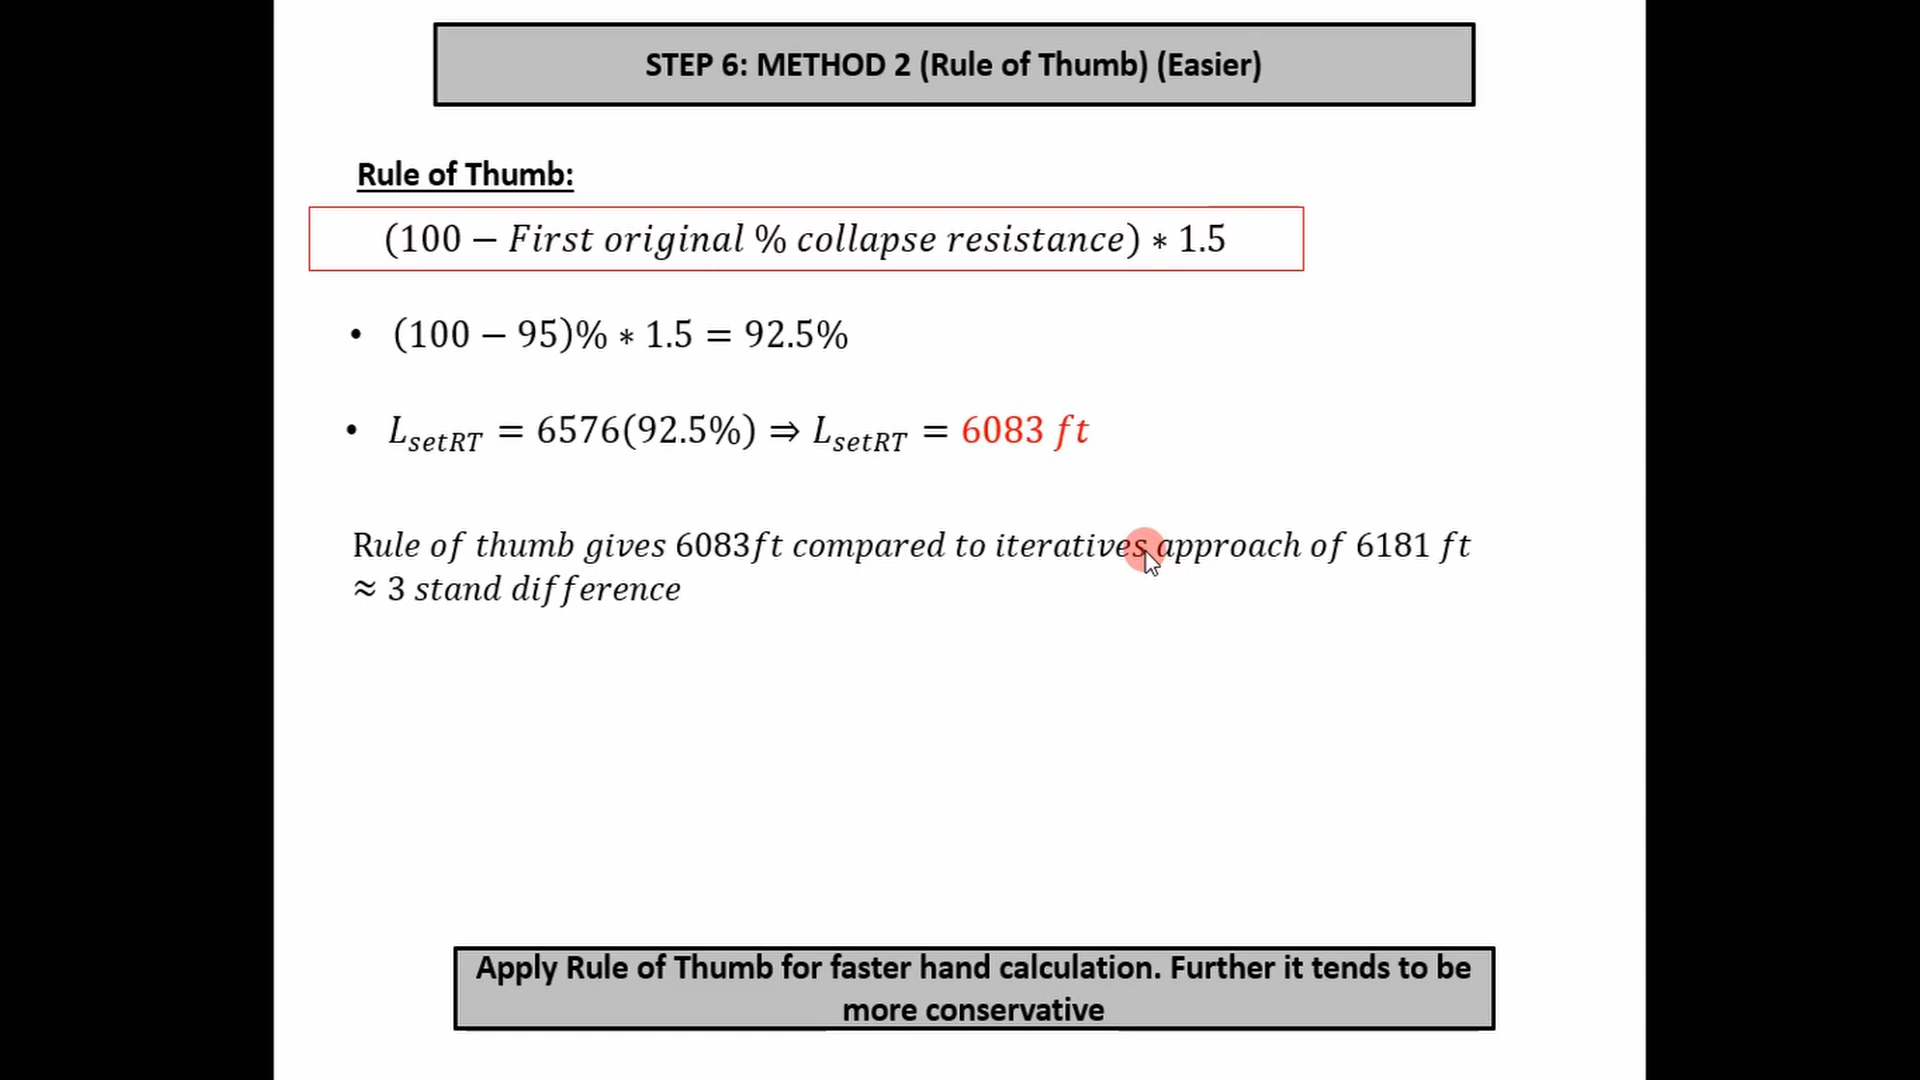 STEP 6: METHOD 2 (Rule of Thumb) (Easier)
Rule of Thumb:
(100 − First original % collapse resistance) ∗ 1.5
• (100 − 95)% ∗ 1.5 = 92.5%
• L_setRT = 6576(92.5%) ⇒ L_setRT = 6083 ft
Rule of thumb gives 6083ft compared to iteratives approach of 6181 ft
≈ 3 stand difference
Apply Rule of Thumb for faster hand calculation. Further it tends to be
more conservative